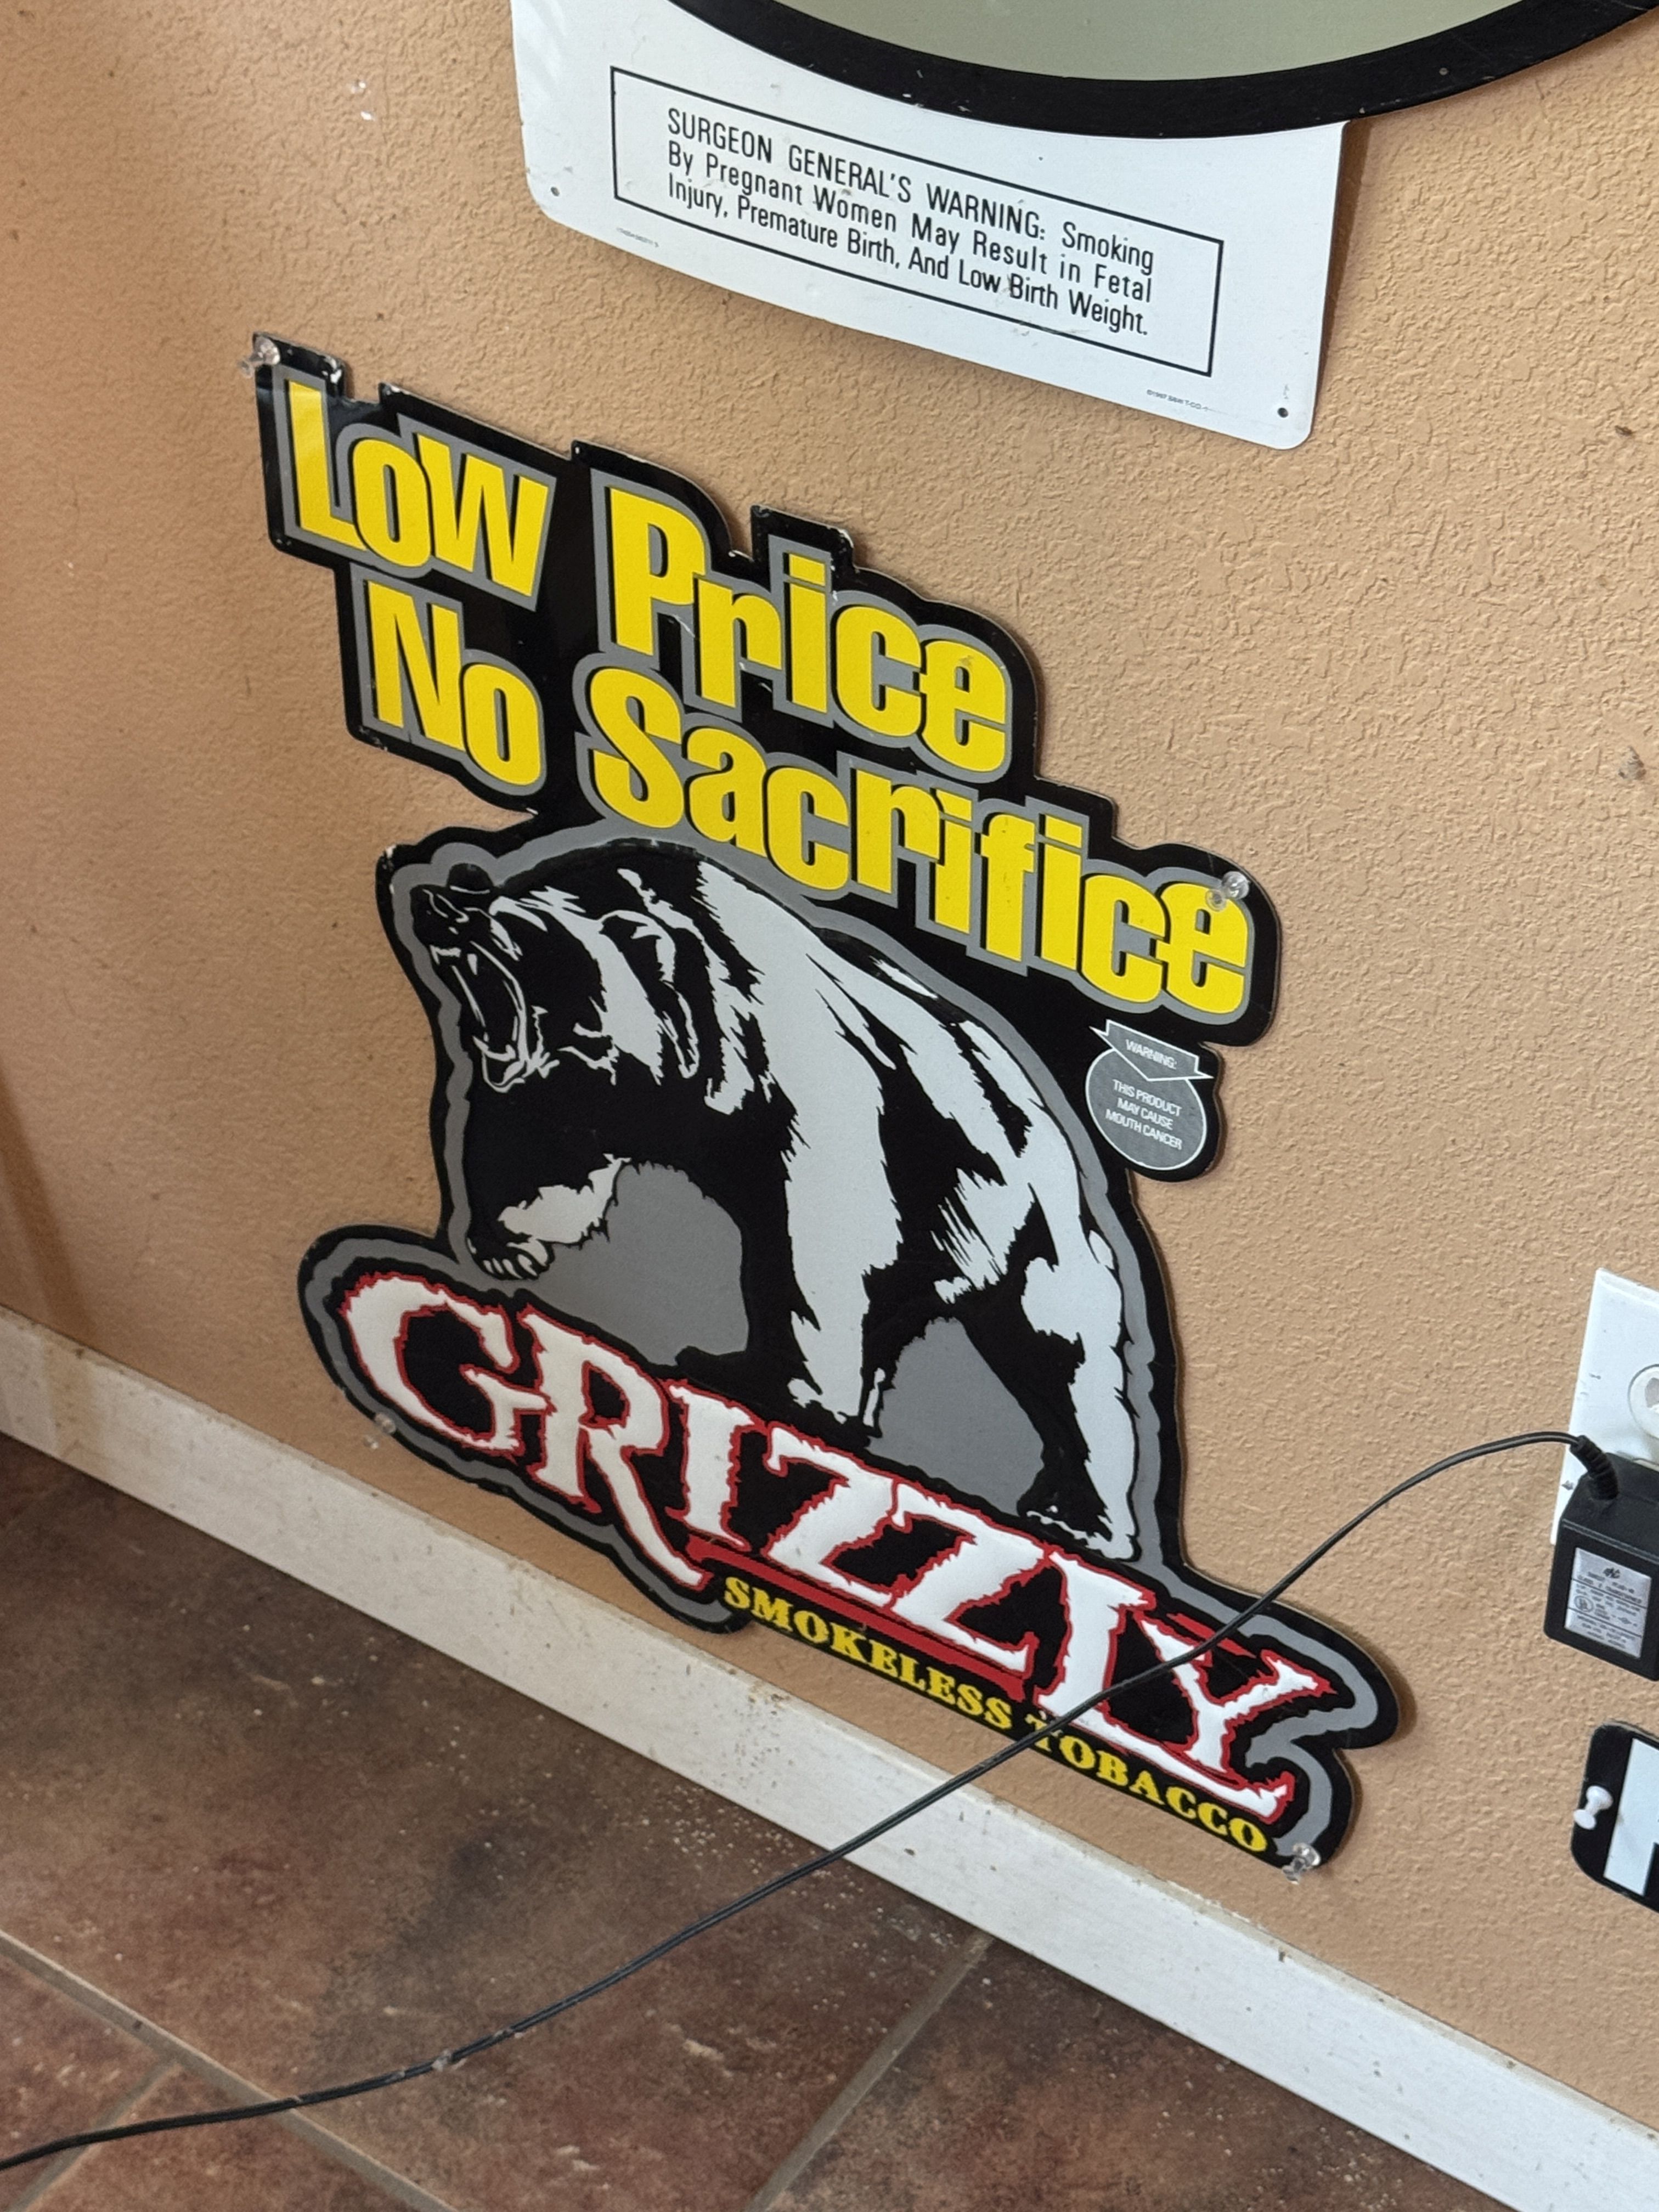 SURGEON GENERAL'S WARNING: Smoking
By Pregnant Women May Result in Fetal
Injury, Premature Birth, And Low Birth Weight.
Low Price
No Sacrifice
WARNING:
THIS PRODUCT
MAY CAUSE
MOUTH CANCER
GRIZZLY
SMOKELESS TOBACCO